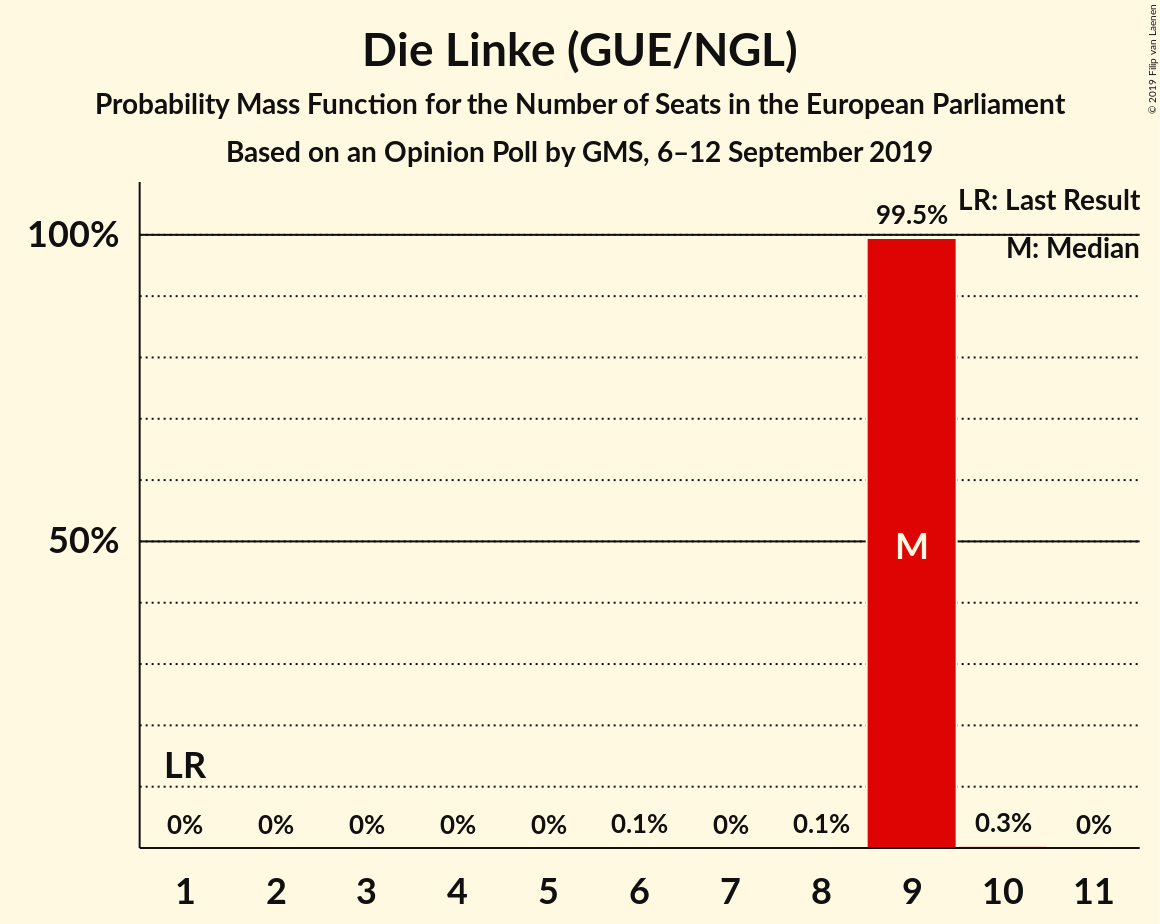 Die Linke (GUE/NGL)
Probability Mass Function for the Number of Seats in the European Parliament
Based on an Opinion Poll by GMS, 6–12 September 2019
© 2019 Filip van Laenen
LR: Last Result
M: Median
99.5%
100%
50%
M
LR
0% 0% 0% 0% 0% 0.1% 0% 0.1% 0.3% 0%
1 2 3 4 5 6 7 8 9 10 11